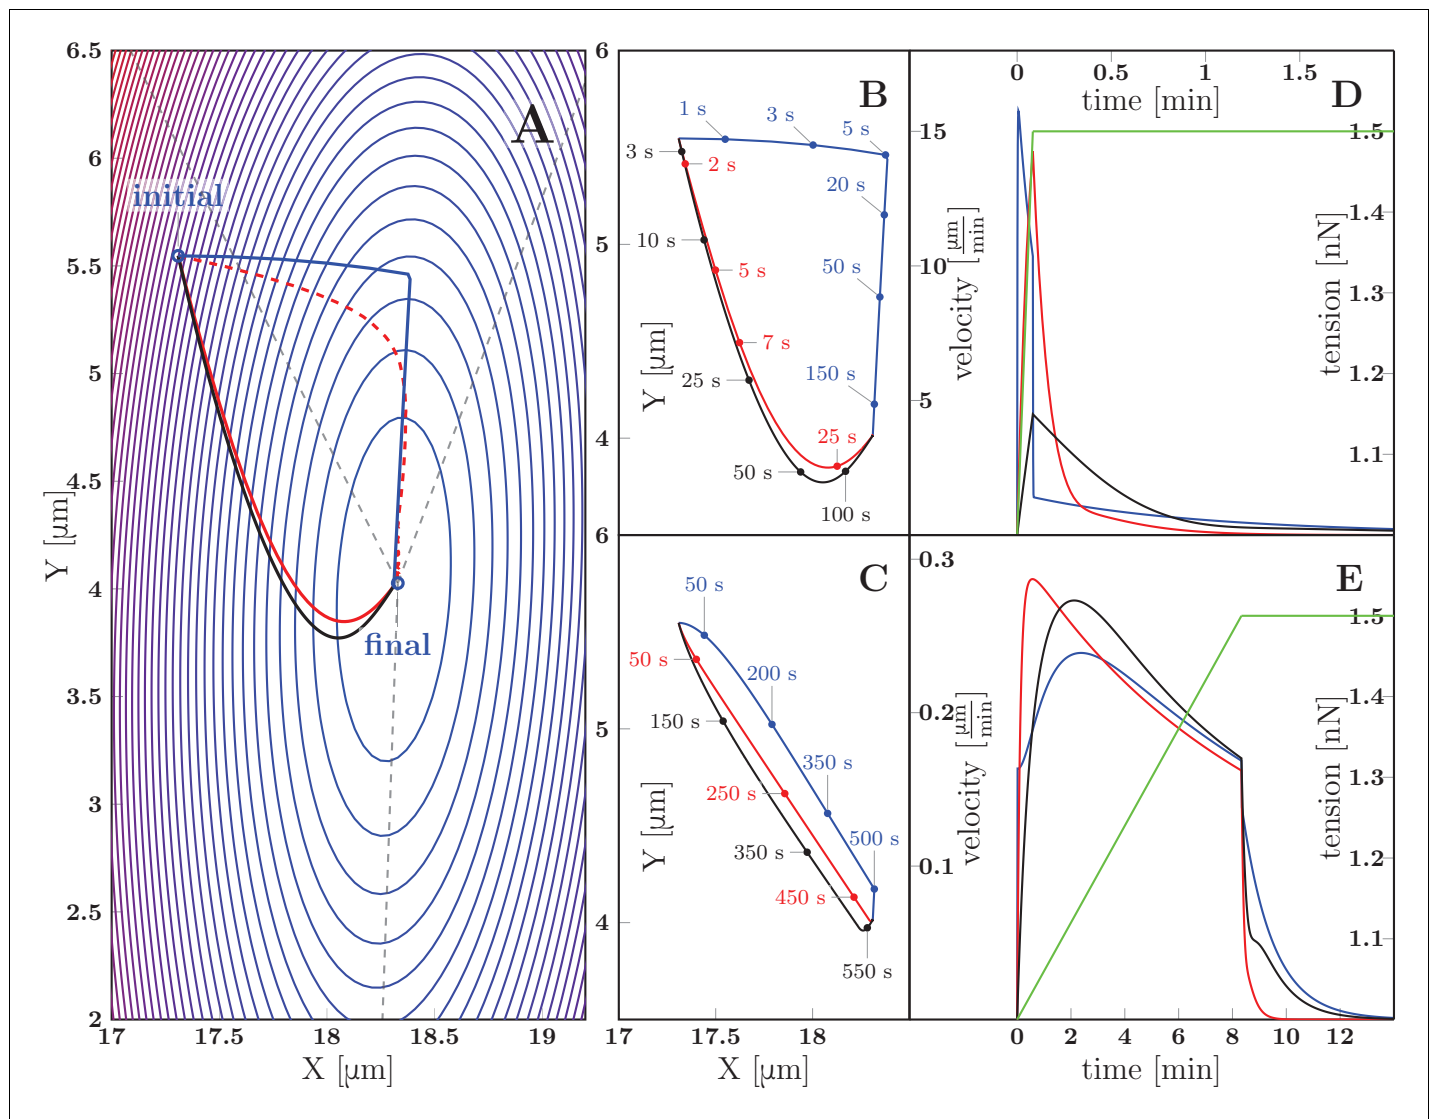 A
initial
final
6.5
6
5.5
5
4.5
4
3.5
3
2.5
2
17
17.5
18
18.5
19
X [µm]
Y [µm]
B
6
5
4
6
Y [µm]
1 s
3 s
5 s
3 s
2 s
20 s
10 s
5 s
50 s
7 s
25 s
150 s
25 s
50 s
100 s
C
5
4
17
17.5
18
X [µm]
Y [µm]
50 s
50 s
200 s
150 s
350 s
250 s
500 s
350 s
450 s
550 s
D
0
0.5
1
1.5
time [min]
15
10
5
velocity [µm/min]
1.5
1.4
1.3
1.2
1.1
tension [nN]
E
0.3
0.2
0.1
velocity [µm/min]
1.5
1.4
1.3
1.2
1.1
tension [nN]
0
2
4
6
8
10
12
time [min]